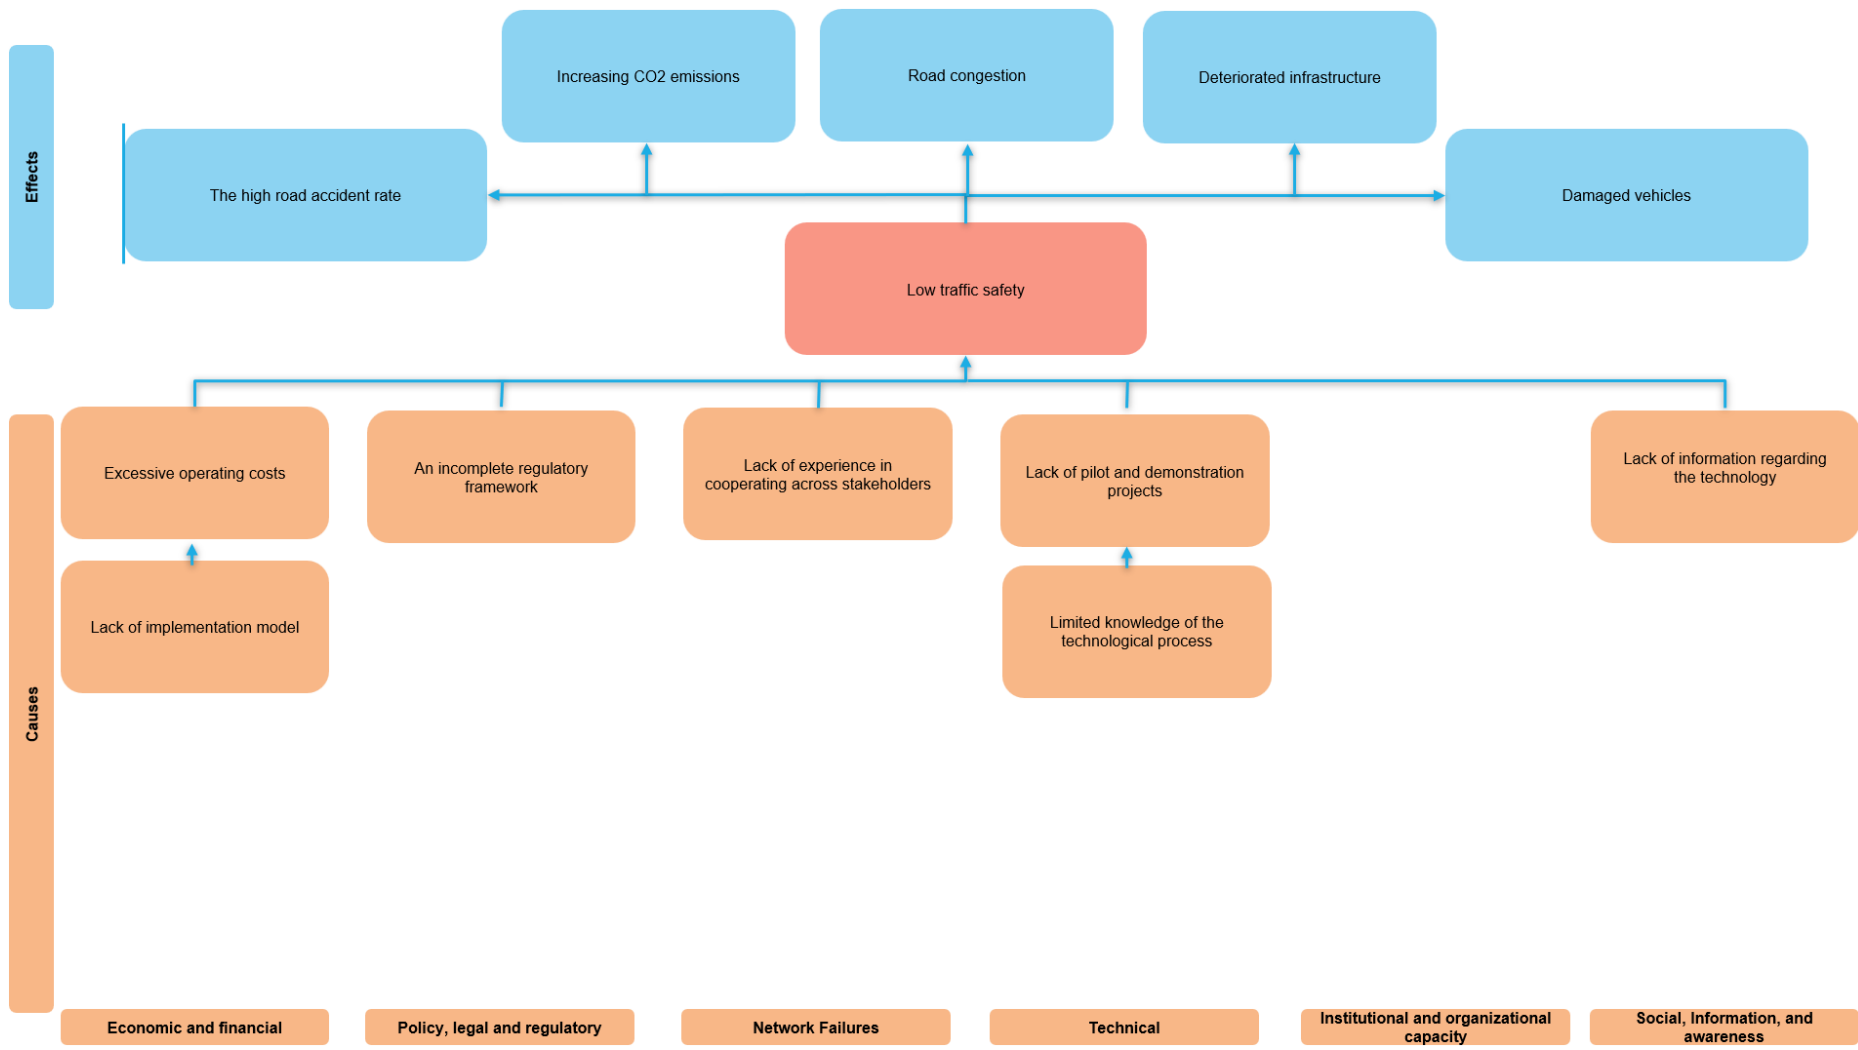 Effects
Increasing CO2 emissions
Road congestion
Deteriorated infrastructure
The high road accident rate
Damaged vehicles
Low traffic safety
Causes
Excessive operating costs
An incomplete regulatory
framework
Lack of experience in
cooperating across stakeholders
Lack of pilot and demonstration
projects
Lack of information regarding
the technology
Lack of implementation model
Limited knowledge of the
technological process
Economic and financial
Policy, legal and regulatory
Network Failures
Technical
Institutional and organizational
capacity
Social, Information, and
awareness